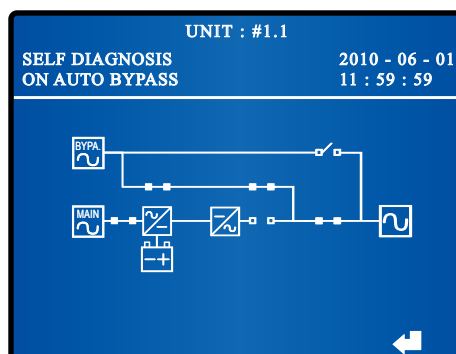 UNIT : #1.1
SELF DIAGNOSIS
2010 - 06 - 01
ON AUTO BYPASS
11 : 59 : 59
BYPA.
MAIN